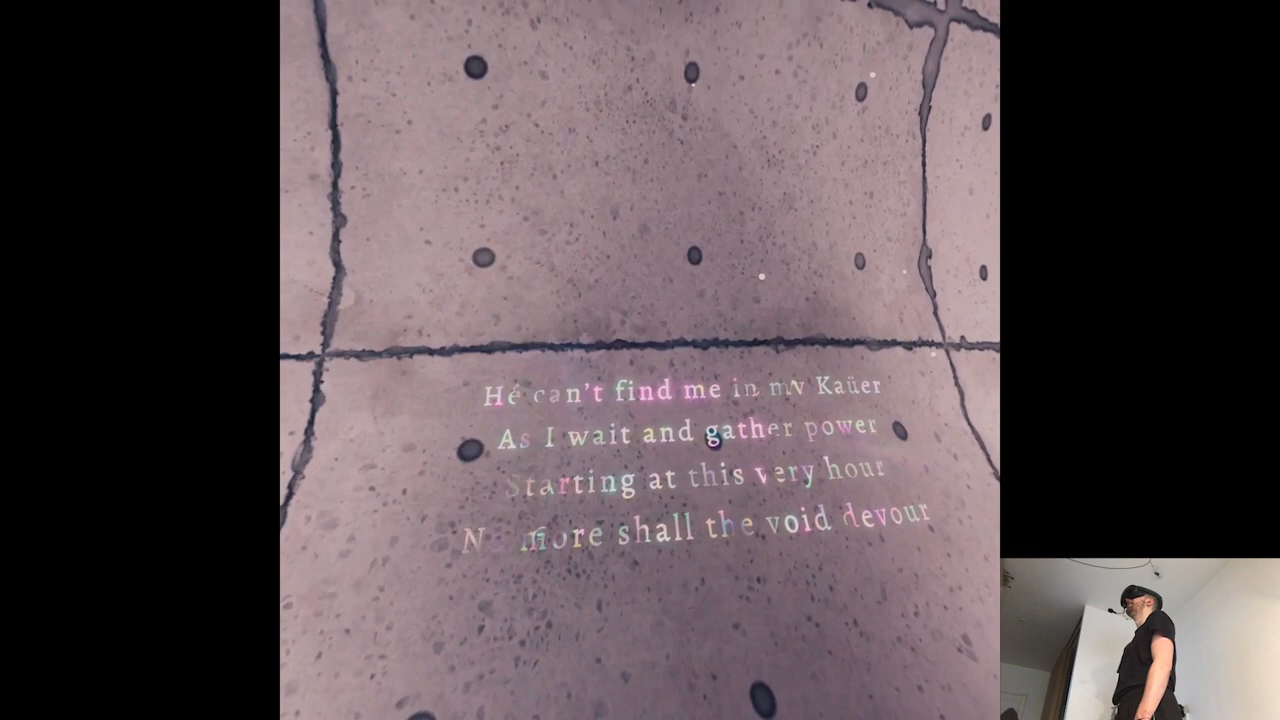 He can't find me in my Kaüer
As I wait and gather power
Starting at this very hour
No more shall the void devour